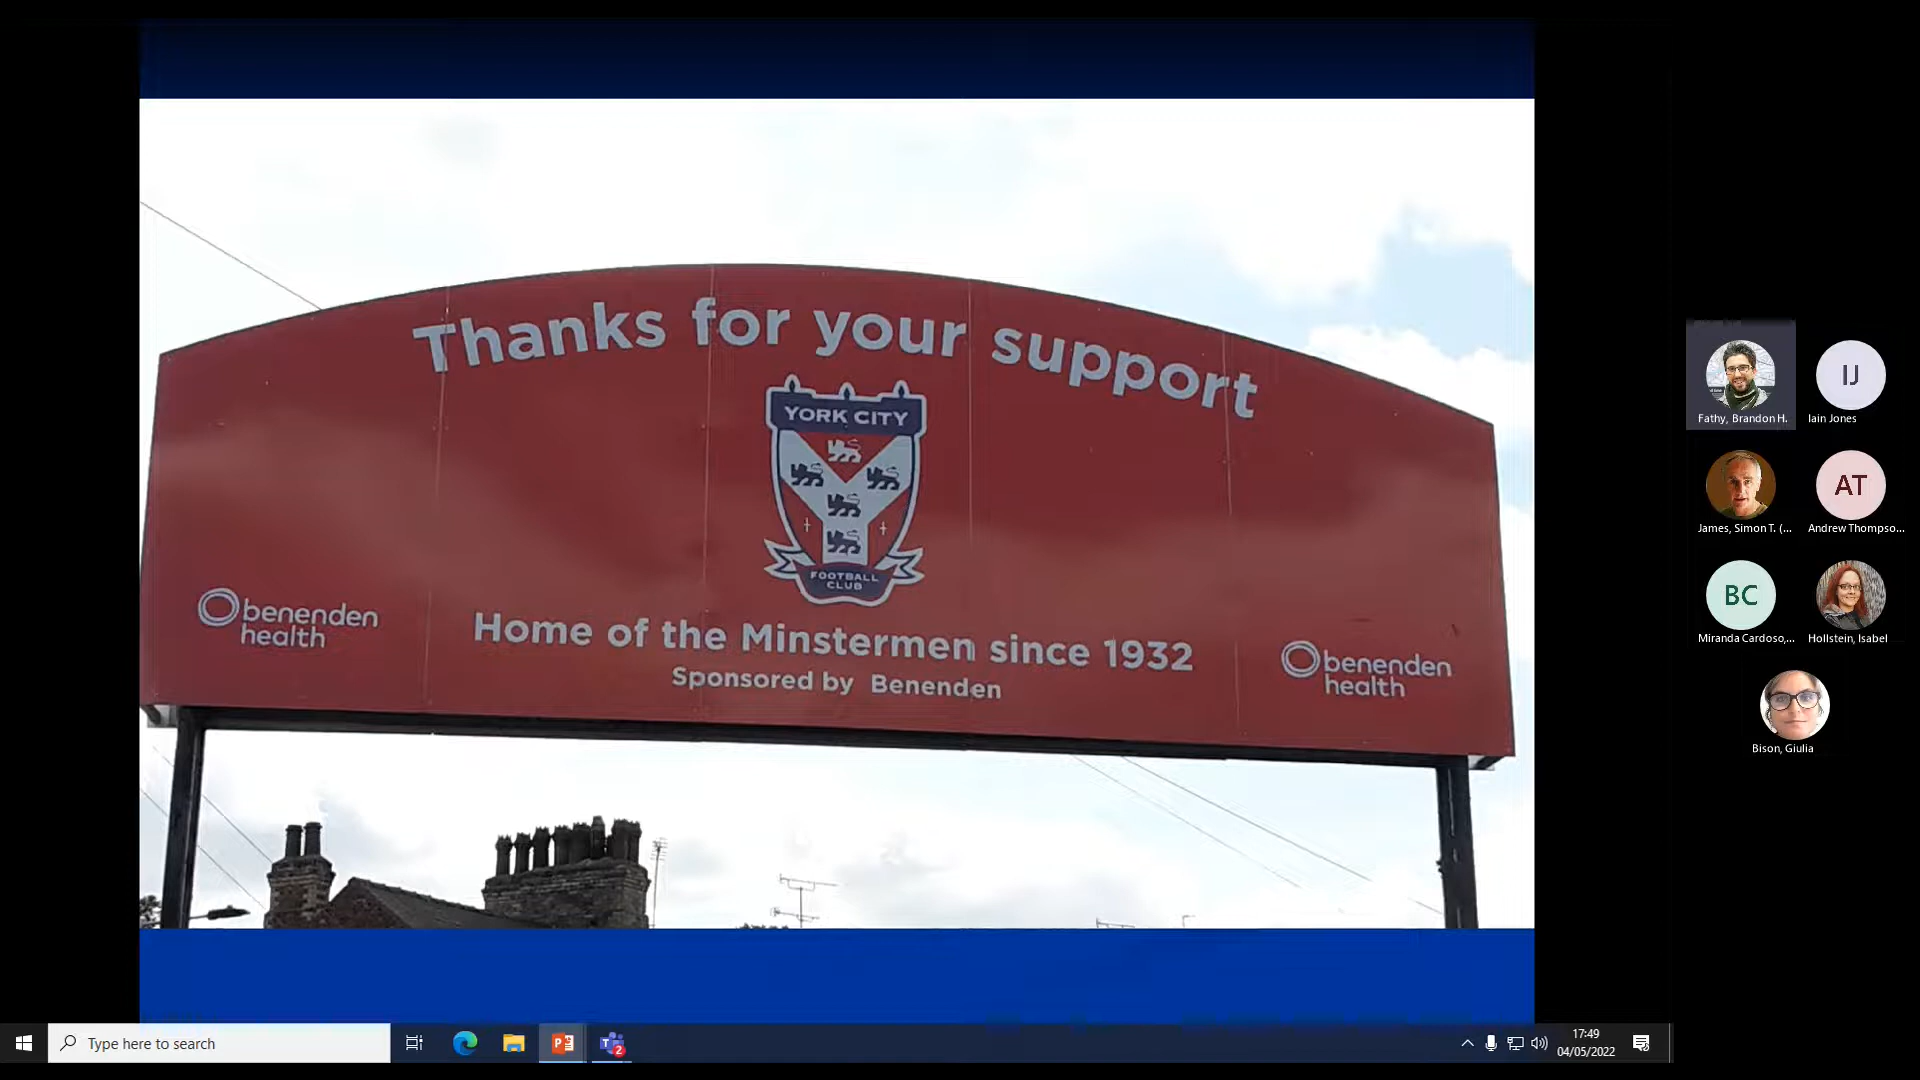 Thanks for your support
YORK CITY
FOOTBALL
CLUB
benenden
health
Home of the Minstermen since 1932
Sponsored by Benenden
benenden
health
Fathy, Brandon H.
IJ
Iain Jones
James, Simon T. (...
AT
Andrew Thompso...
BC
Miranda Cardoso,...
Hollstein, Isabel
Bison, Giulia
Type here to search
2
17:49
04/05/2022